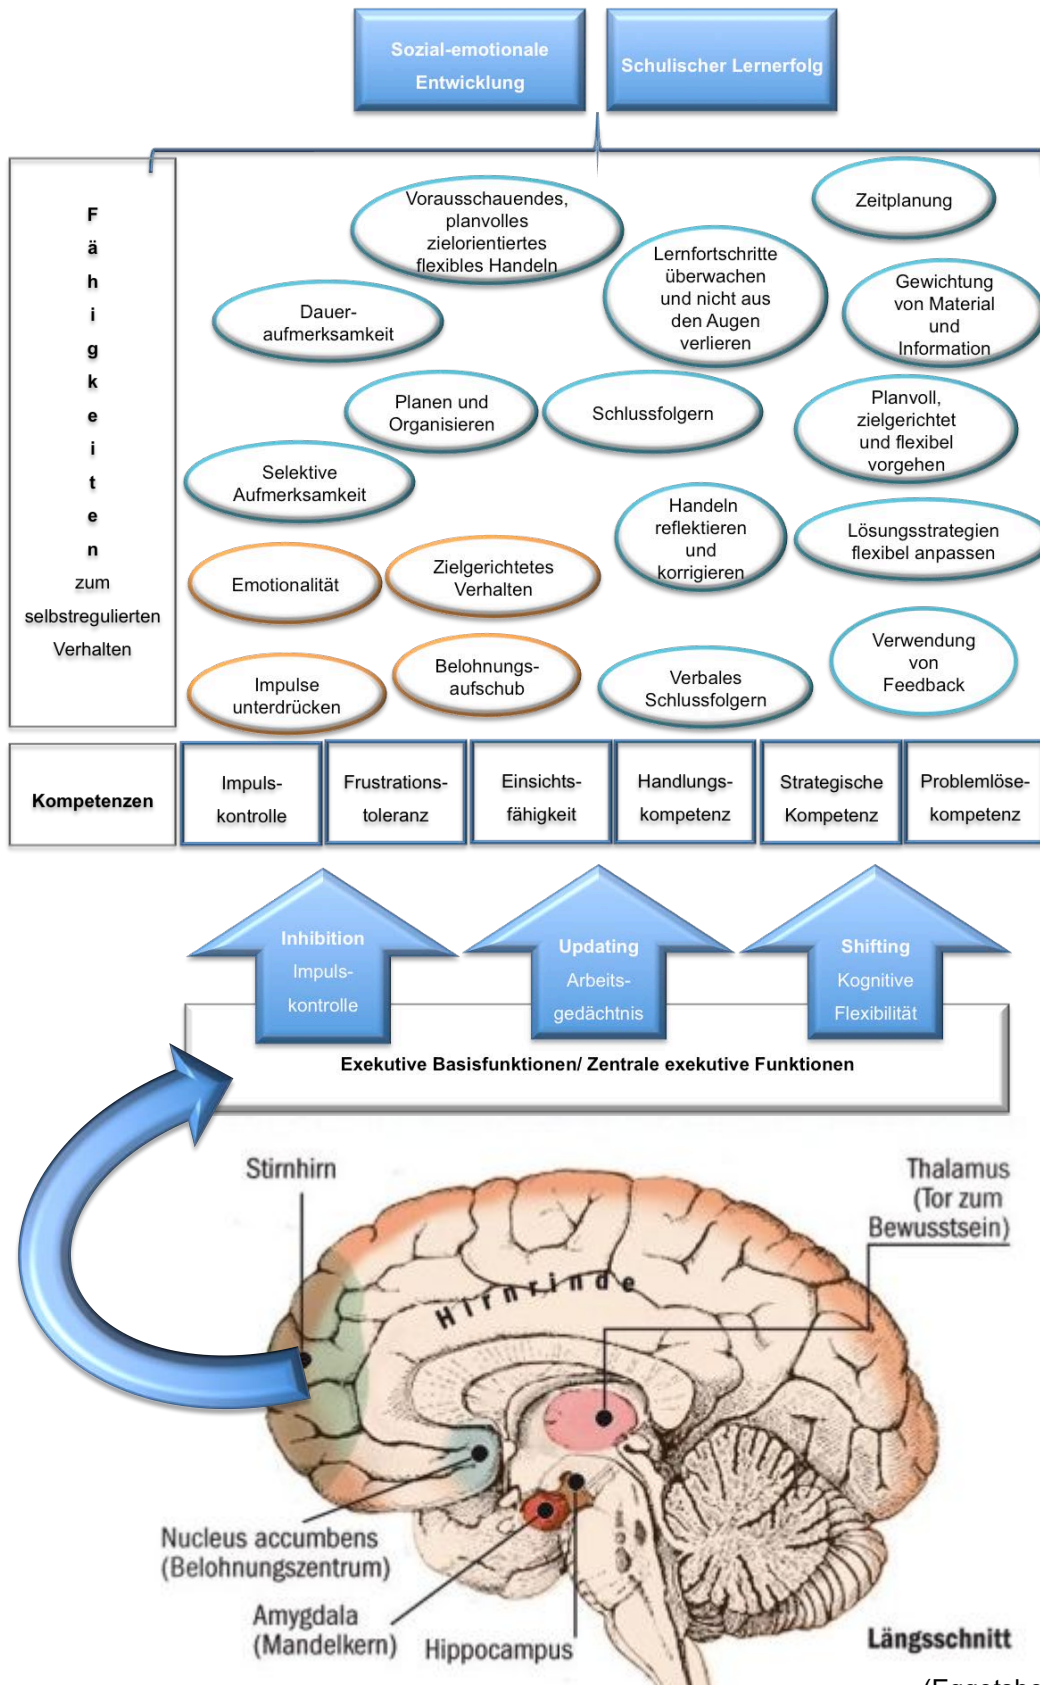 Sozial-emotionale
Entwicklung
Schulischer Lernerfolg
F
ä
h
i
g
k
e
i
t
e
n
zum
selbstregulierten
Verhalten
Vorausschauendes,
planvolles
zielorientiertes
flexibles Handeln
Zeitplanung
Lernfortschritte
überwachen
und nicht aus
den Augen
verlieren
Gewichtung
von Material
und
Information
Dauer-
aufmerksamkeit
Planen und
Organisieren
Schlussfolgern
Planvoll,
zielgerichtet
und flexibel
vorgehen
Selektive
Aufmerksamkeit
Handeln
reflektieren
und
korrigieren
Lösungsstrategien
flexibel anpassen
Emotionalität
Zielgerichtetes
Verhalten
Verwendung
von
Feedback
Impulse
unterdrücken
Belohnungs-
aufschub
Verbales
Schlussfolgern
Kompetenzen
Impuls-
kontrolle
Frustrations-
toleranz
Einsichts-
fähigkeit
Handlungs-
kompetenz
Strategische
Kompetenz
Problemlöse-
kompetenz
Inhibition
Impuls-
kontrolle
Updating
Arbeits-
gedächtnis
Shifting
Kognitive
Flexibilität
Exekutive Basisfunktionen/ Zentrale exekutive Funktionen
Stirnhirn
Thalamus
(Tor zum
Bewusstsein)
Hirnrinde
Nucleus accumbens
(Belohnungszentrum)
Amygdala
(Mandelkern)
Hippocampus
Längsschnitt